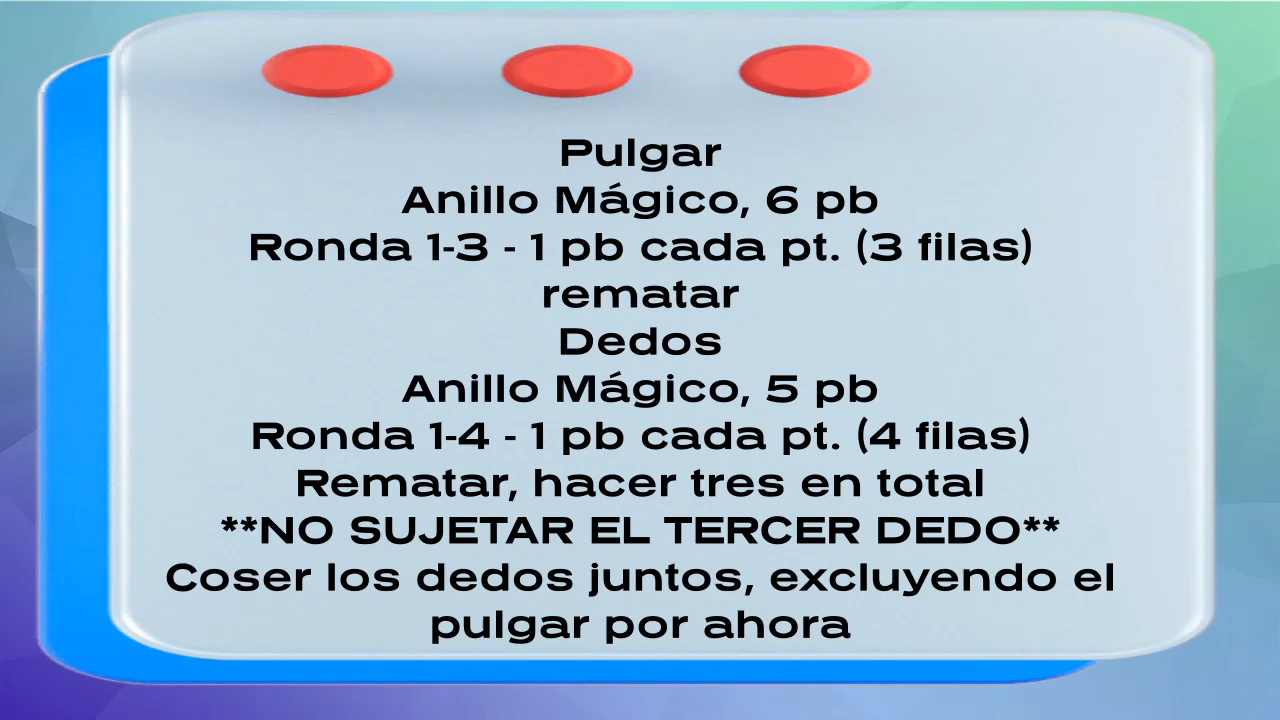 Pulgar
Anillo Mágico, 6 pb
Ronda 1-3 - 1 pb cada pt. (3 filas)
rematar
Dedos
Anillo Mágico, 5 pb
Ronda 1-4 - 1 pb cada pt. (4 filas)
Rematar, hacer tres en total
**NO SUJETAR EL TERCER DEDO**
Coser los dedos juntos, excluyendo el
pulgar por ahora